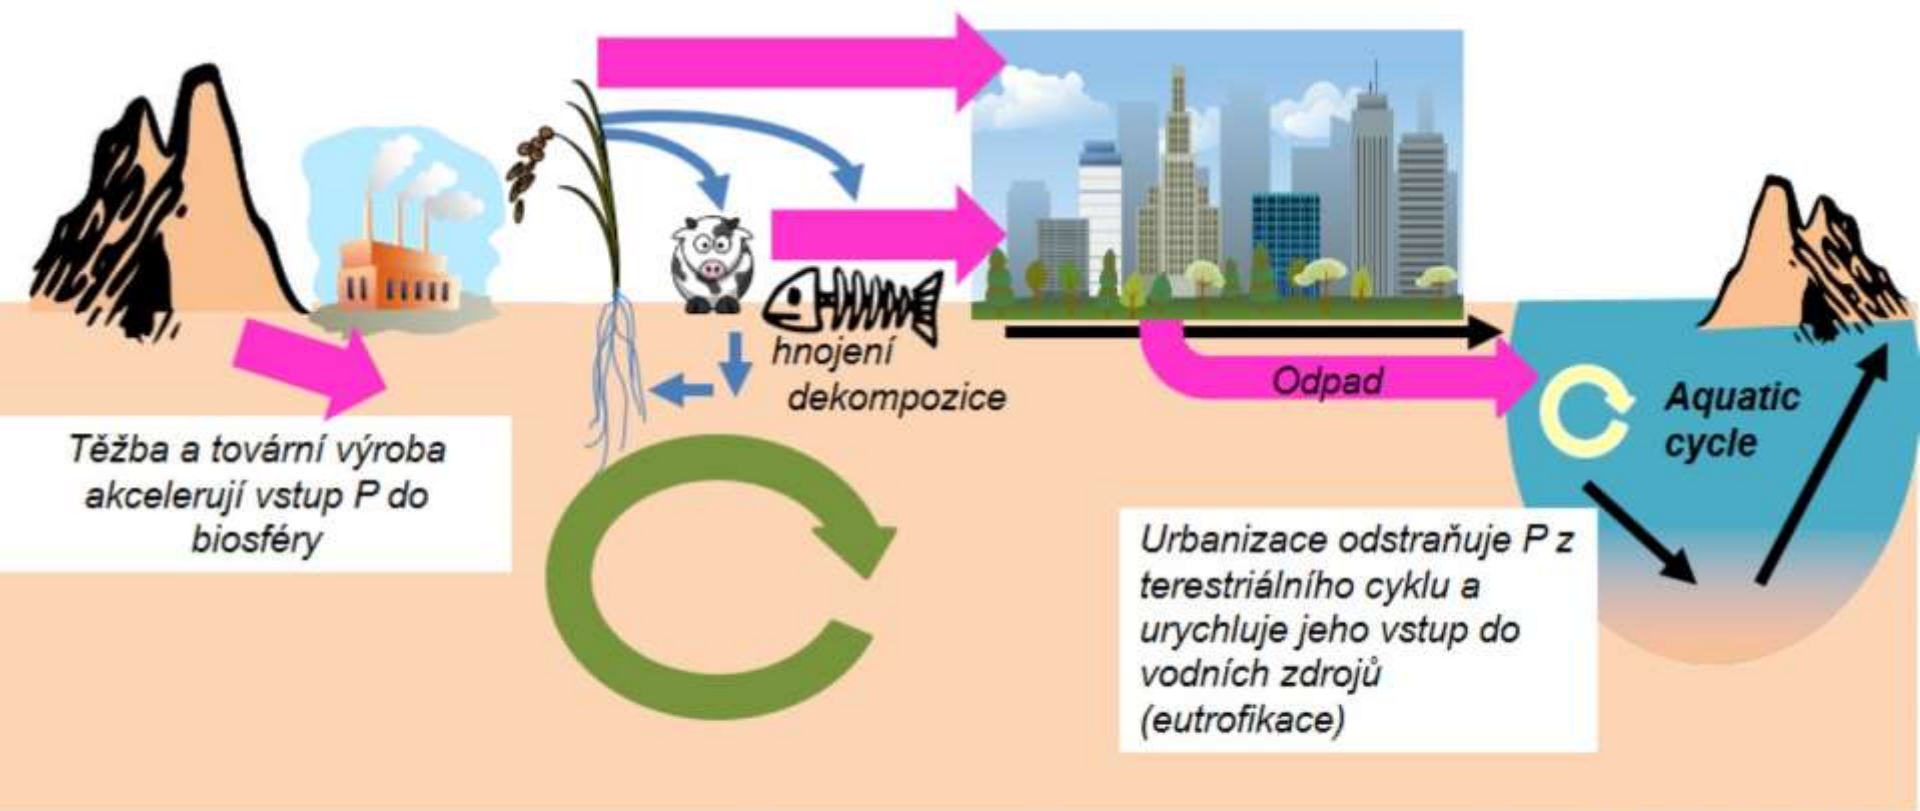 hnojení
dekompozice
Odpad
Aquatic
cycle
Těžba a tovární výroba
akcelerují vstup P do
biosféry
Urbanizace odstraňuje P z
terestriálního cyklu a
urychluje jeho vstup do
vodních zdrojů
(eutrofikace)